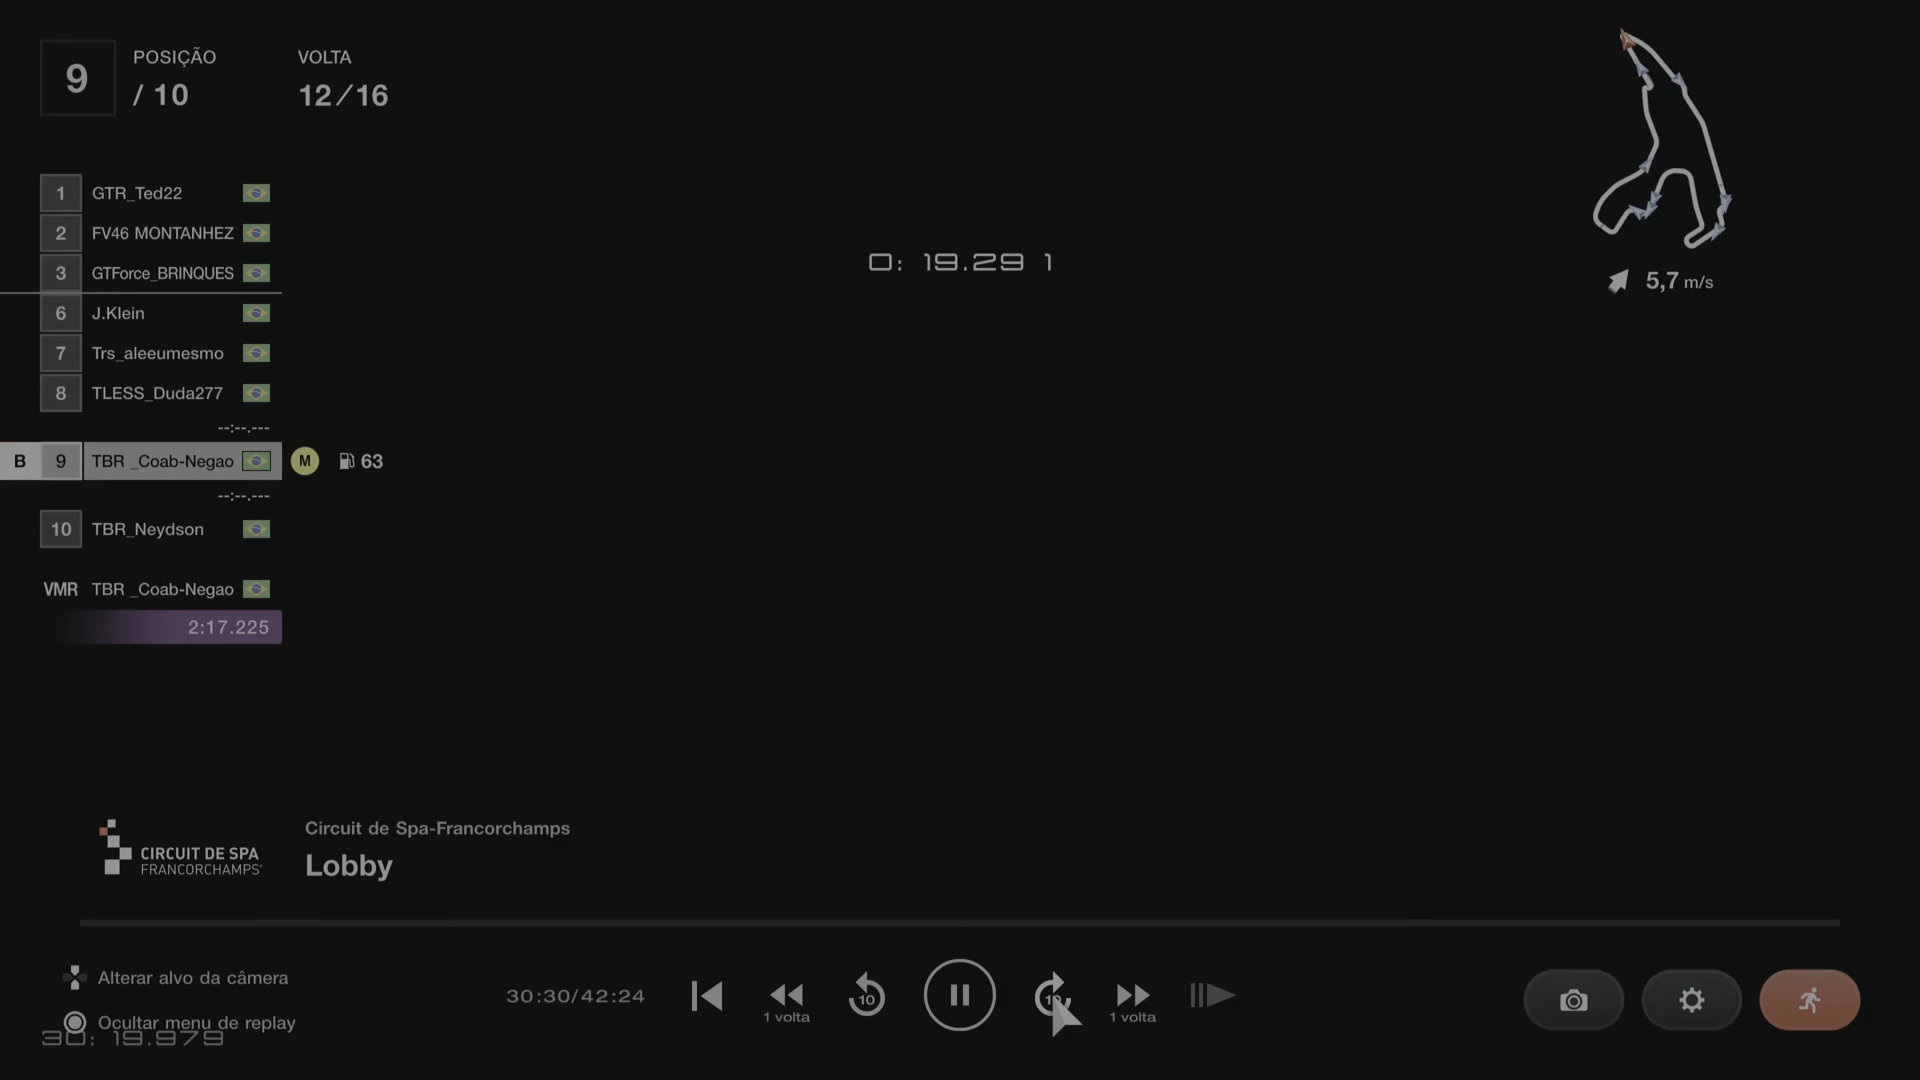 9
POSIÇÃO
/ 10
VOLTA
12/16
1 GTR_Ted22
2 FV46 MONTANHEZ
3 GTForce_BRINQUES
6 J.Klein
7 Trs_aleeumesmo
8 TLESS_Duda277
--:--.---
B 9 TBR _Coab-Negao M 63
--:--.---
10 TBR_Neydson
VMR TBR _Coab-Negao
2:17.225
0:19.291
5,7 m/s
CIRCUIT DE SPA
FRANCORCHAMPS
Circuit de Spa-Francorchamps
Lobby
Alterar alvo da câmera
Ocultar menu de replay
30:19.979
30:30/42:24
1 volta
10
10
1 volta